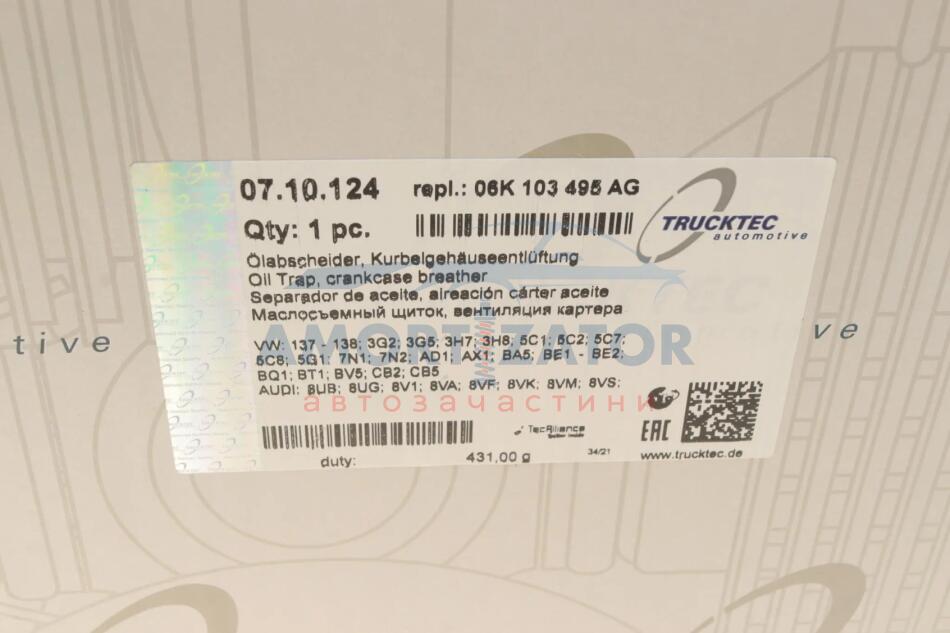 07.10.124 repl.: 06K 103 495 AG
Qty: 1 pc.
TRUCKTEC
automotive
Ölabscheider, Kurbelgehäuseentlüftung
Oil Trap, crankcase breather
Separador de aceite, aireación cárter aceite
Маслосъемный щиток, вентиляция картера
AMORTIZATOR
VW: 137 - 138; 3G2; 3G5; 3H7; 3H8; 5C1; 5C2; 5C7;
5C8; 5G1; 7N1; 7N2; AD1; AX1; BA5; BE1 - BE2;
BQ1; BT1; BV5; CB2; CB5
AUDI: 8UB; 8UG; 8V1; 8VA; 8VF; 8VK; 8VM; 8VS;
автозачастини
TecAlliance
EAC
duty: 431,00 g 34/21 www.trucktec.de
tive
ve